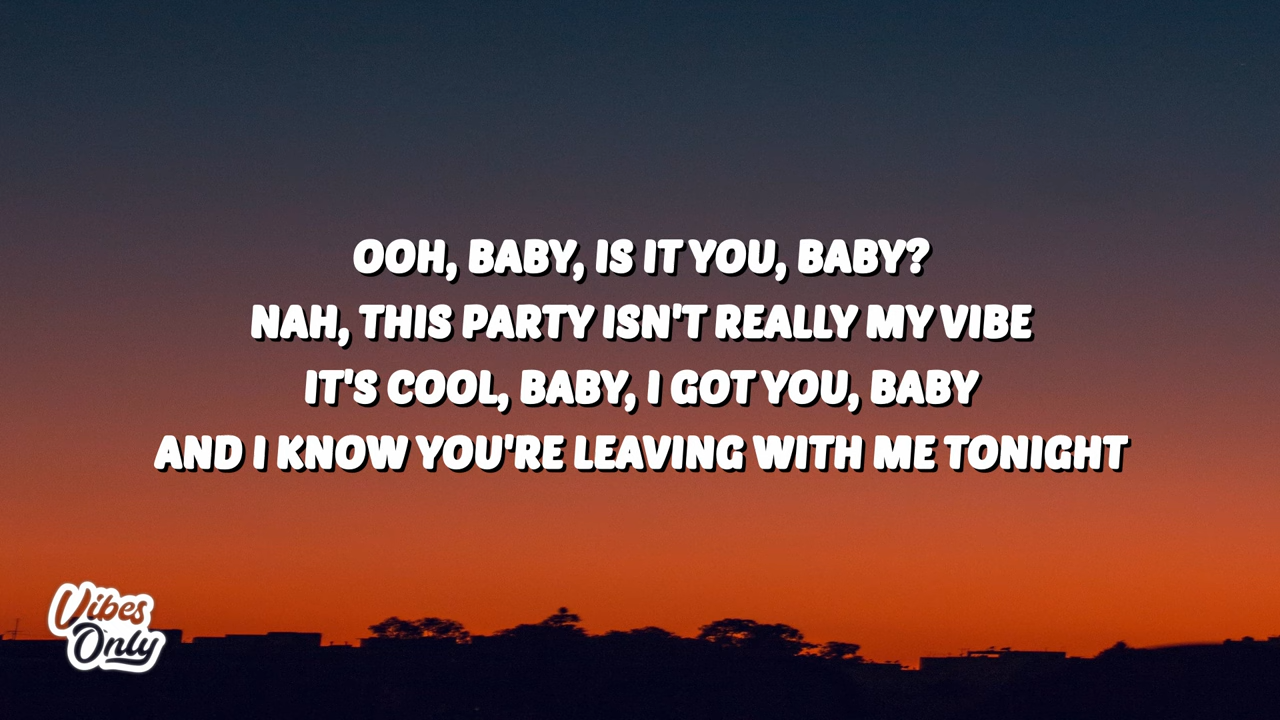 OOH, BABY, IS IT YOU, BABY?
NAH, THIS PARTY ISN'T REALLY MY VIBE
IT'S COOL, BABY, I GOT YOU, BABY
AND I KNOW YOU'RE LEAVING WITH ME TONIGHT
Vibes
Only